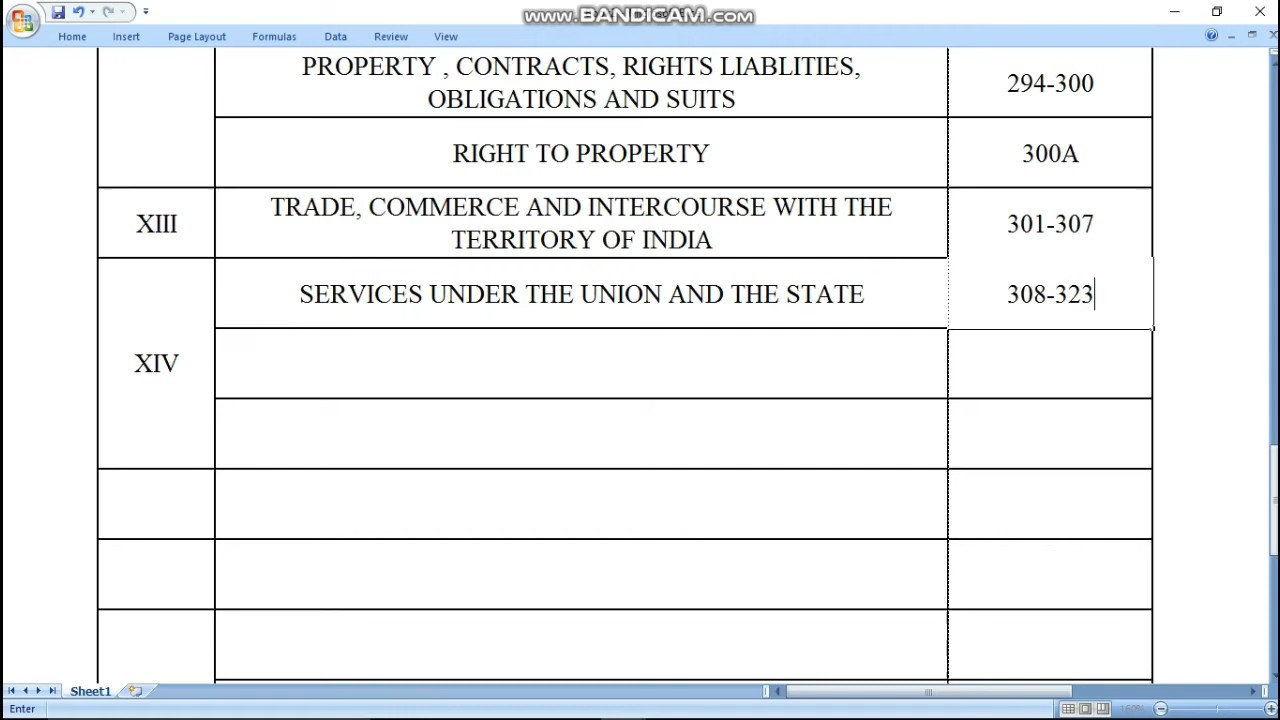 www.BANDICAM.com
Home Insert Page Layout Formulas Data Review View
PROPERTY , CONTRACTS, RIGHTS LIABLITIES,
OBLIGATIONS AND SUITS
294-300
RIGHT TO PROPERTY
300A
XIII
TRADE, COMMERCE AND INTERCOURSE WITH THE
TERRITORY OF INDIA
301-307
XIV
SERVICES UNDER THE UNION AND THE STATE
308-323
Sheet1
Enter
160%